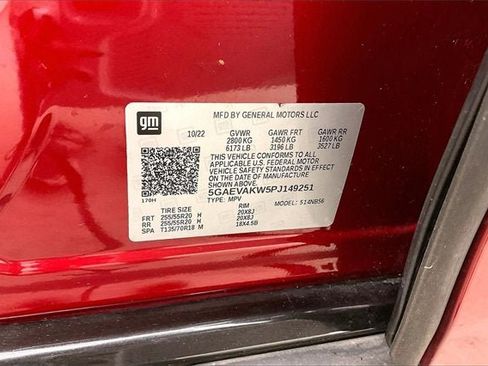 gm
MFD BY GENERAL MOTORS LLC
10/22 GVWR GAWR FRT GAWR RR
2800 KG 1450 KG 1600 KG
6173 LB 3196 LB 3527 LB
THIS VEHICLE CONFORMS TO ALL
APPLICABLE U.S. FEDERAL MOTOR
VEHICLE SAFETY STANDARDS IN
EFFECT ON THE DATE OF
MANUFACTURE SHOWN ABOVE.
5GAEVAKW5PJ149251
170H TYPE: MPV MODEL: 514NB56
TIRE SIZE RIM
FRT 255/55R20 H 20X8J
RR 255/55R20 H 20X8J
SPA T135/70R18 M 18X4.5B